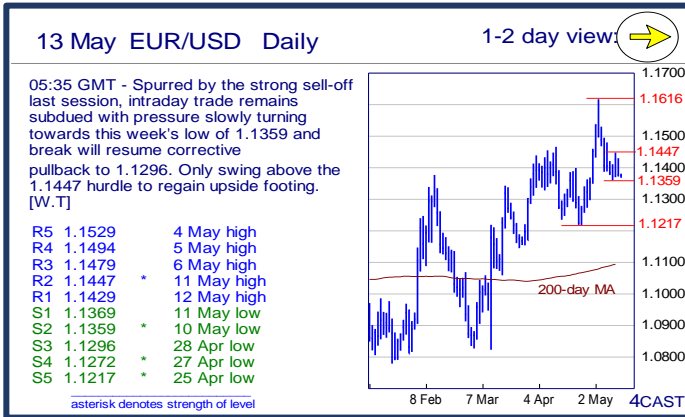 13 May EUR/USD Daily
1-2 day view:
05:35 GMT - Spurred by the strong sell-off
last session, intraday trade remains
subdued with pressure slowly turning
towards this week's low of 1.1359 and
break will resume corrective
pullback to 1.1296. Only swing above the
1.1447 hurdle to regain upside footing.
[W.T]
R5 1.1529 4 May high
R4 1.1494 5 May high
R3 1.1479 6 May high
R2 1.1447 * 11 May high
R1 1.1429 12 May high
S1 1.1369 11 May low
S2 1.1359 * 10 May low
S3 1.1296 28 Apr low
S4 1.1272 * 27 Apr low
S5 1.1217 * 25 Apr low
asterisk denotes strength of level
1.1700
1.1616
1.1500
1.1447
1.1400
1.1359
1.1300
1.1217
1.1100
1.1000
1.0900
1.0800
200-day MA
8 Feb 7 Mar 4 Apr 2 May
4CAST